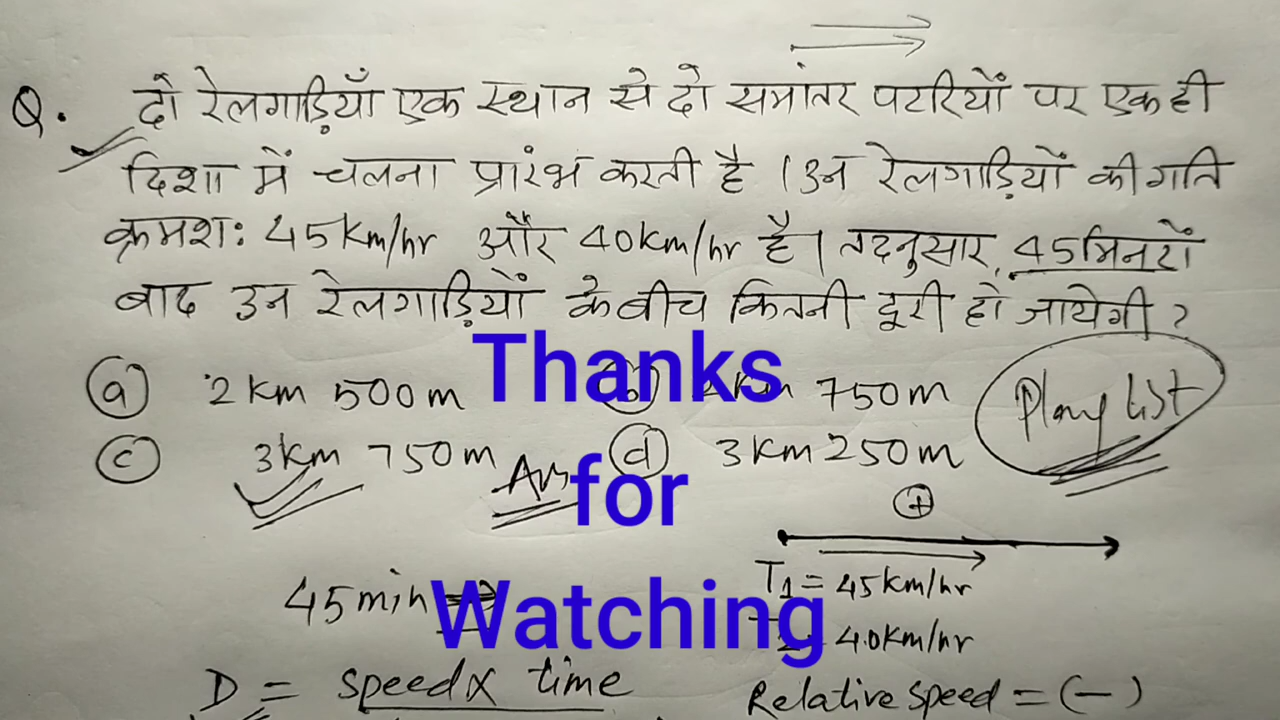 Q. दो रेलगाड़ियाँ एक स्थान से दो समांतर पटरियों पर एक ही
दिशा में चलना प्रारंभ करती है । उन रेलगाड़ियों की गति
क्रमश: 45km/hr और 40km/hr है। तदनुसार, 45 मिनटों
बाद उन रेलगाड़ियों के बीच कितनी दूरी हो जायेगी ?
(a) 2km 500m km 750m
(c) 3km 750m Ans (d) 3km 250m
Play list
Thanks
for
Watching
(+)
45min
T1 = 45km/hr
40km/hr
D = speed x time
Relative speed = (-)